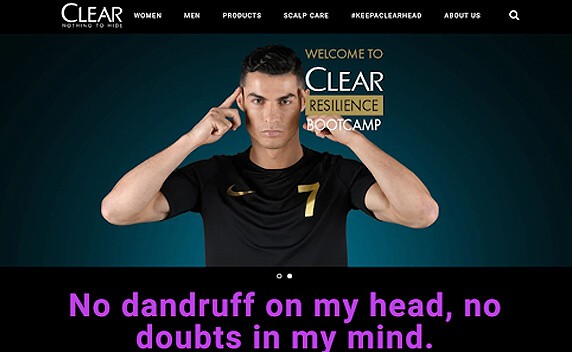 CLEAR
NOTHING TO HIDE
WOMEN MEN PRODUCTS SCALP CARE #KEEPACLEARHEAD ABOUT US
WELCOME TO
CLEAR
RESILIENCE
BOOTCAMP
7
No dandruff on my head, no
doubts in my mind.